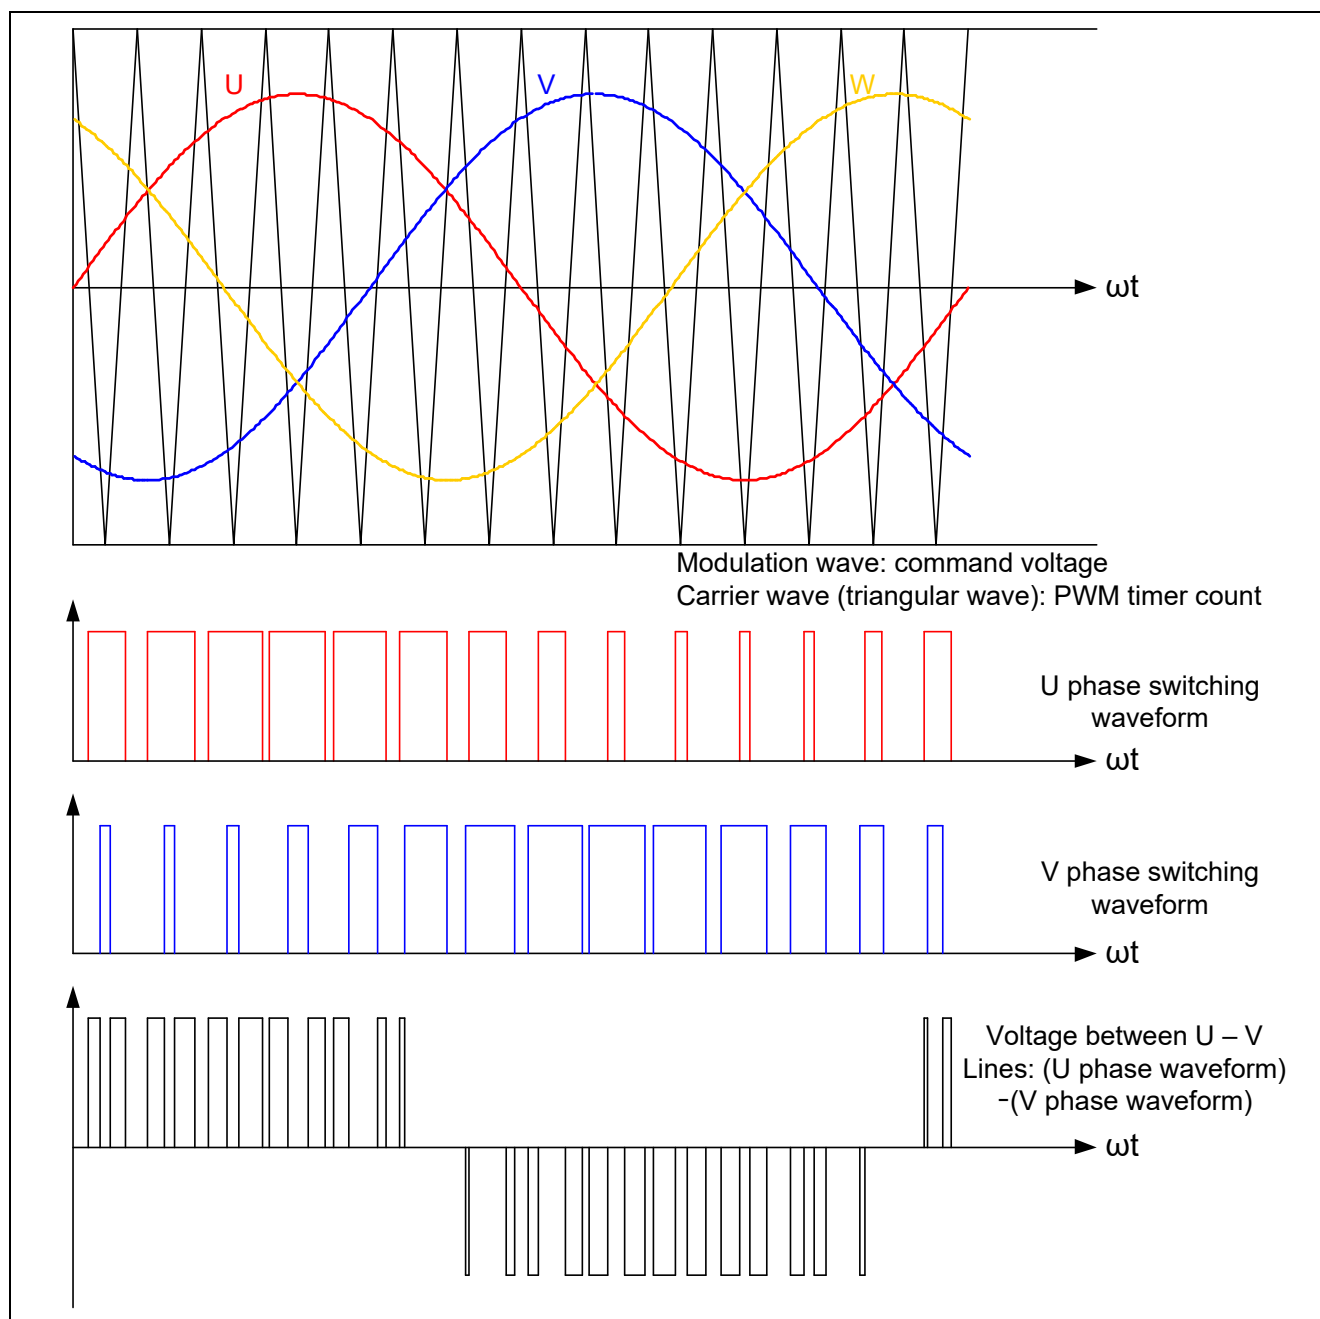 U
V
W
ωt
Modulation wave: command voltage
Carrier wave (triangular wave): PWM timer count
U phase switching
waveform
ωt
V phase switching
waveform
ωt
Voltage between U – V
Lines: (U phase waveform)
-(V phase waveform)
ωt